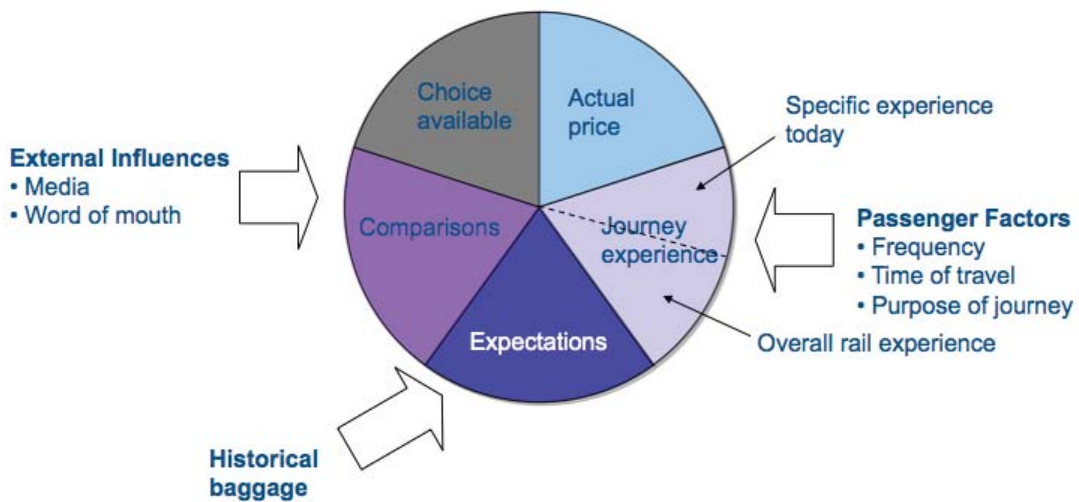 Choice
available
Actual
price
Specific experience
today
External Influences
• Media
• Word of mouth
Comparisons
Journey
experience
Passenger Factors
• Frequency
• Time of travel
• Purpose of journey
Expectations
Overall rail experience
Historical
baggage